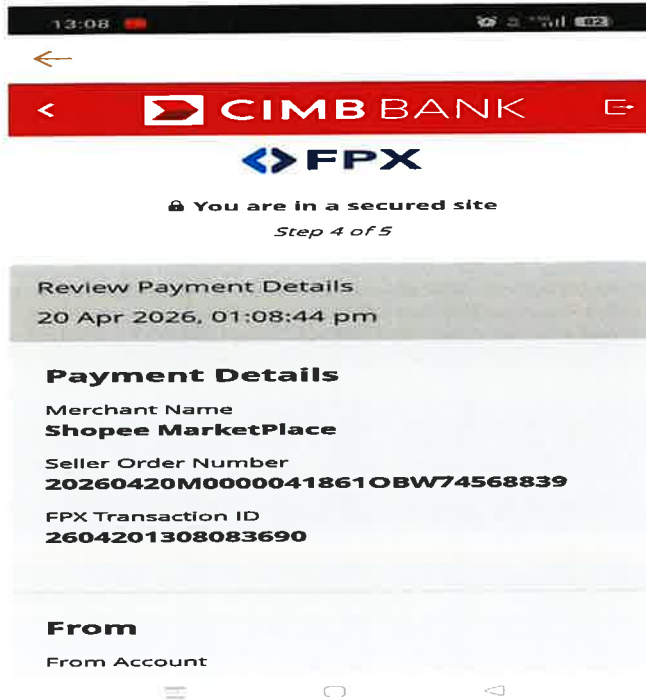 13:08
CIMB BANK
FPX
You are in a secured site
Step 4 of 5
Review Payment Details
20 Apr 2026, 01:08:44 pm
Payment Details
Merchant Name
Shopee MarketPlace
Seller Order Number
20260420M0000041861OBW74568839
FPX Transaction ID
2604201308083690
From
From Account